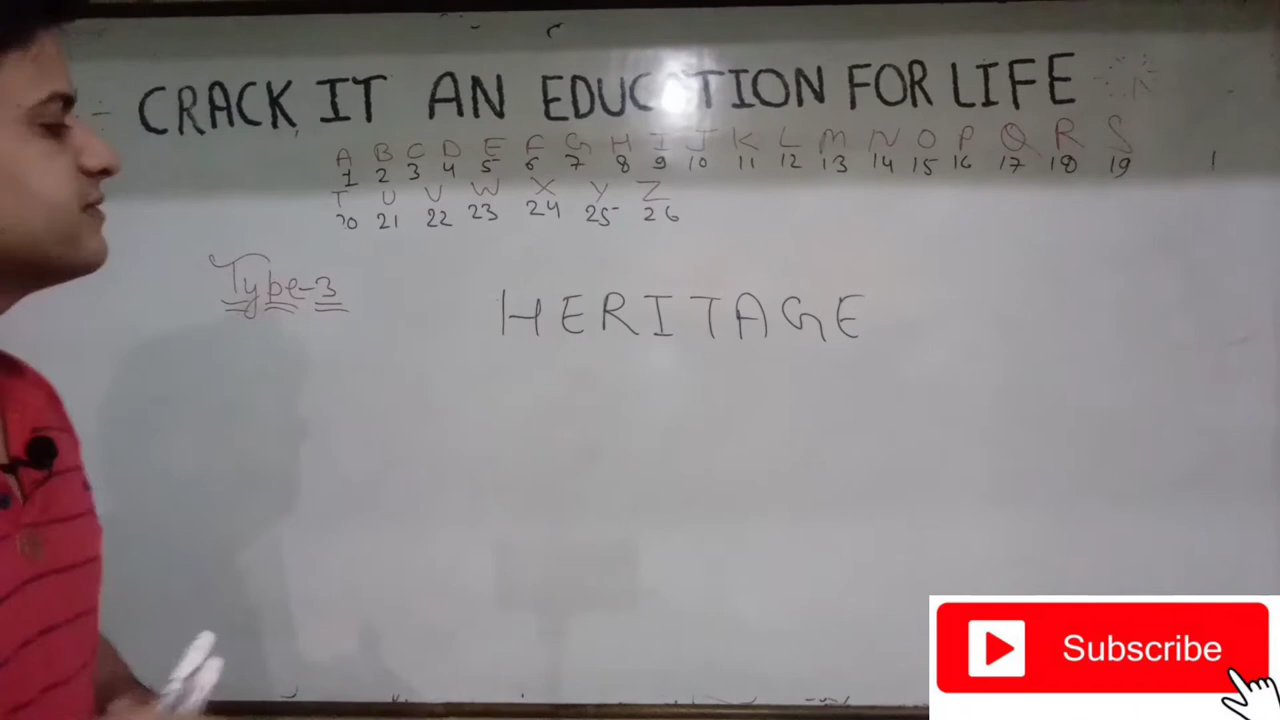 CRACK IT AN EDUCATION FOR LIFE
A B C D E F G H I J K L M N O P Q R S
1 2 3 4 5 6 7 8 9 10 11 12 13 14 15 16 17 18 19
T U V W X Y Z
20 21 22 23 24 25 26
Type-3
HERITAGE
Subscribe